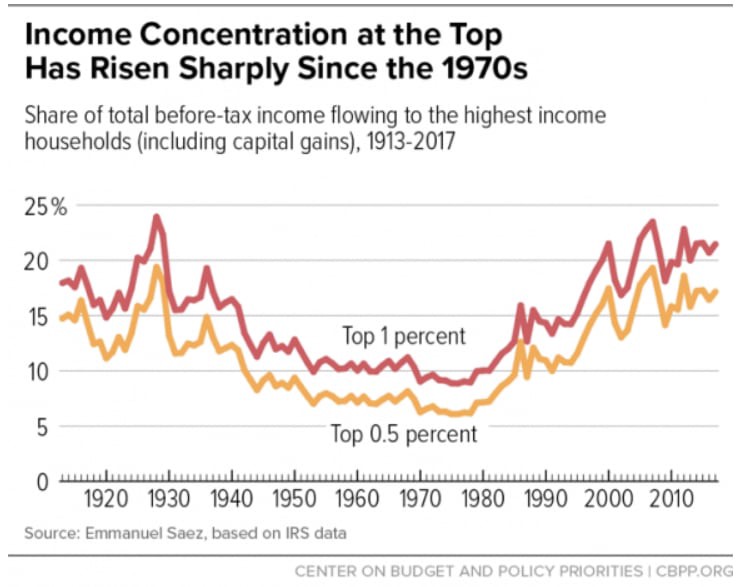 Income Concentration at the Top
Has Risen Sharply Since the 1970s
Share of total before-tax income flowing to the highest income
households (including capital gains), 1913-2017
25%
20
15
10
5
0
Top 1 percent
Top 0.5 percent
1920 1930 1940 1950 1960 1970 1980 1990 2000 2010
Source: Emmanuel Saez, based on IRS data
CENTER ON BUDGET AND POLICY PRIORITIES | CBPP.ORG